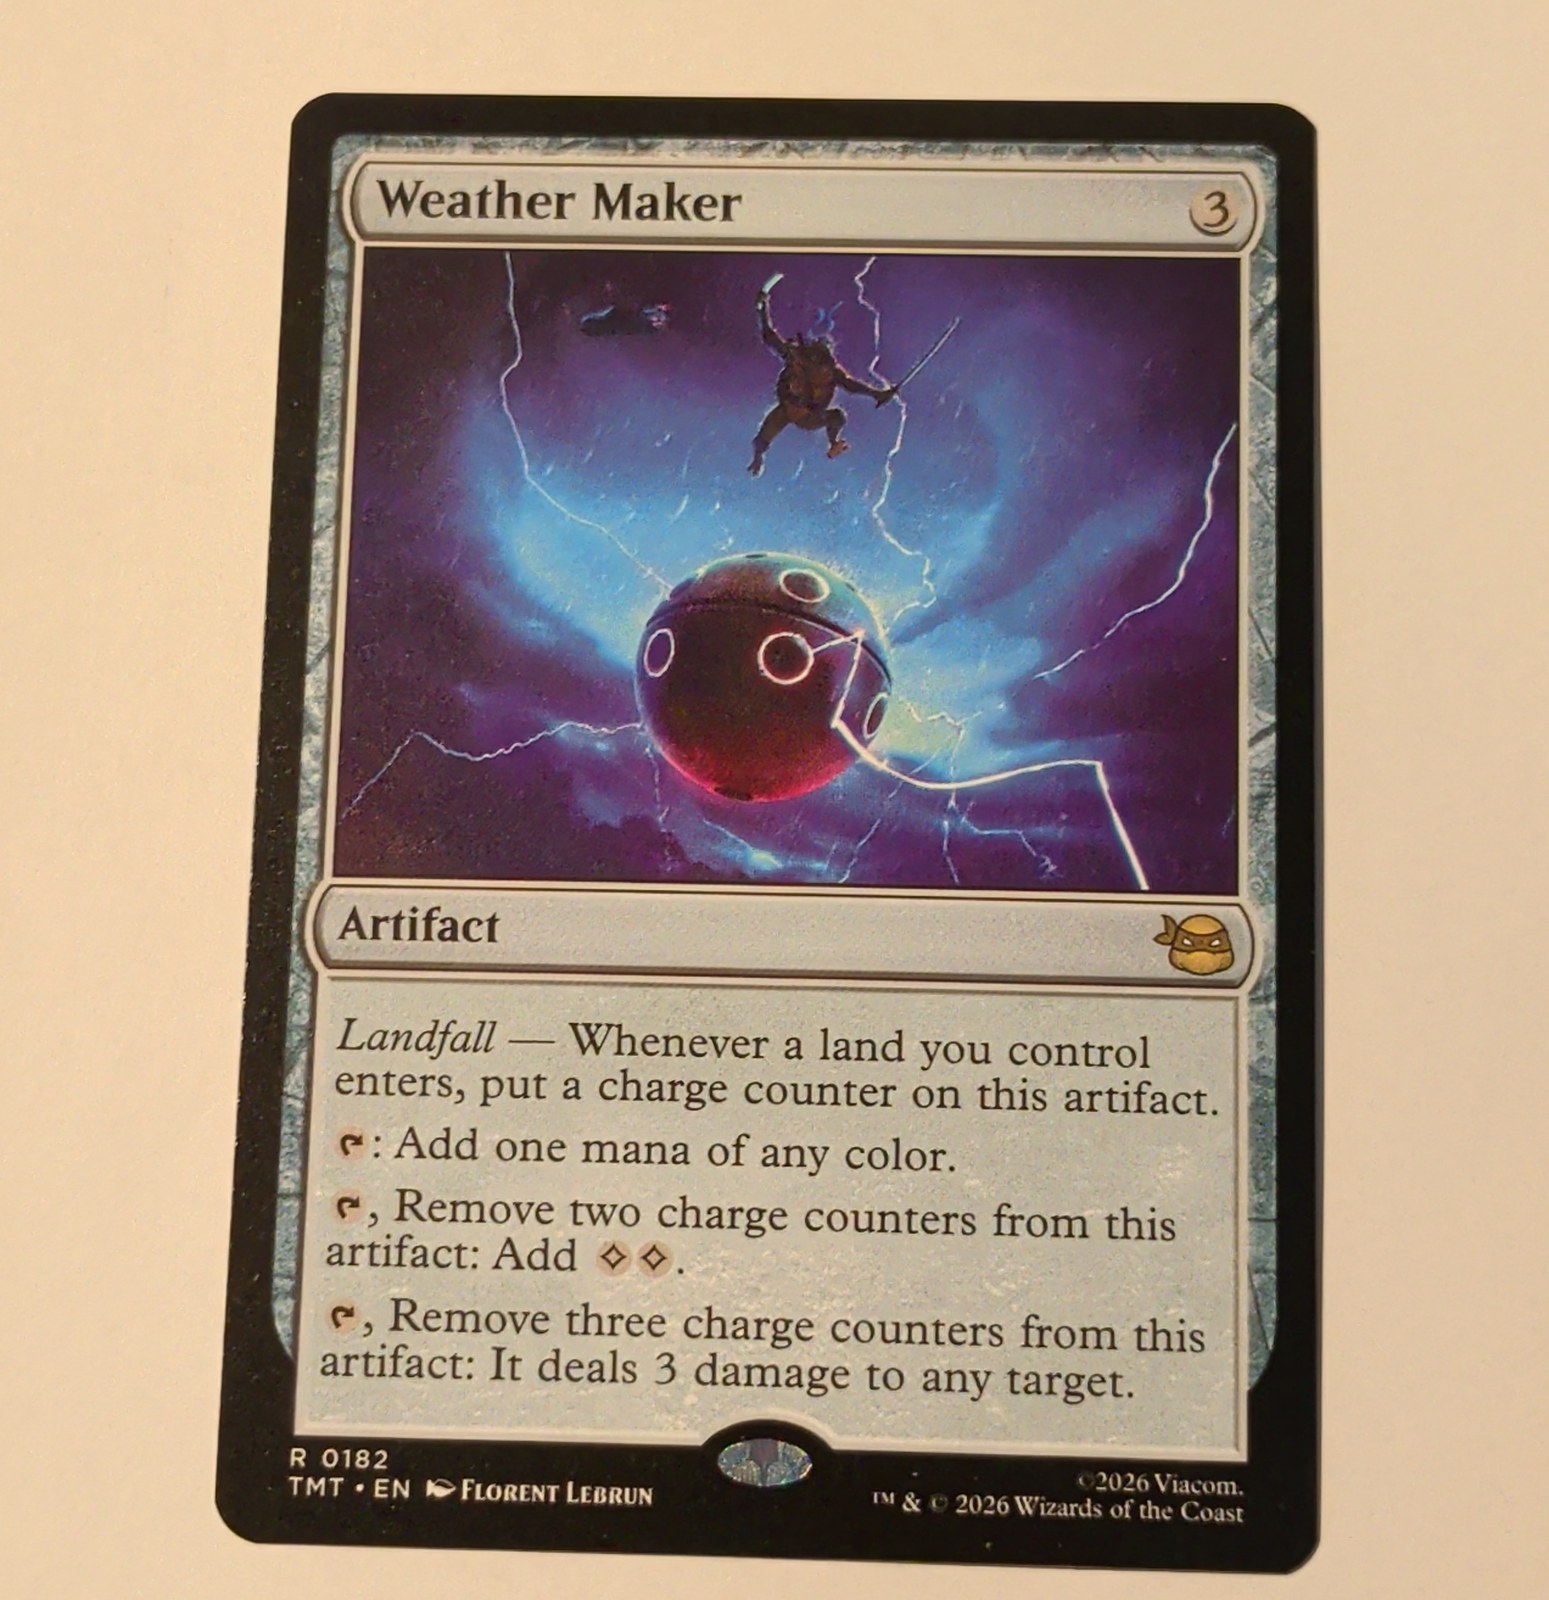 Weather Maker 3
Artifact
Landfall — Whenever a land you control
enters, put a charge counter on this artifact.
: Add one mana of any color.
, Remove two charge counters from this
artifact: Add .
, Remove three charge counters from this
artifact: It deals 3 damage to any target.
R 0182
TMT • EN FLORENT LEBRUN
©2026 Viacom.
™ & © 2026 Wizards of the Coast